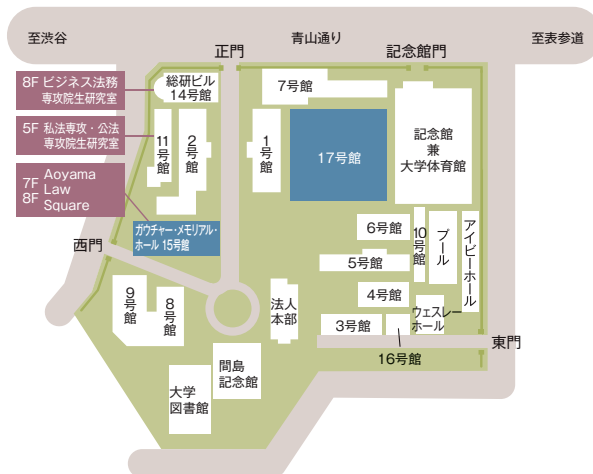 至渋谷
正門
青山通り
記念館門
至表参道
8F ビジネス法務
専攻院生研究室
総研ビル
14号館
7号館
5F 私法専攻・公法
専攻院生研究室
11号館
2号館
1号館
17号館
記念館
兼
大学体育館
7F
8F
Aoyama
Law
Square
ガウチャー・メモリアル・
ホール 15号館
西門
6号館
10号館
プール
アイビーホール
5号館
4号館
9号館
8号館
法人
本部
3号館
ウェスレー
ホール
東門
16号館
間島
記念館
大学
図書館